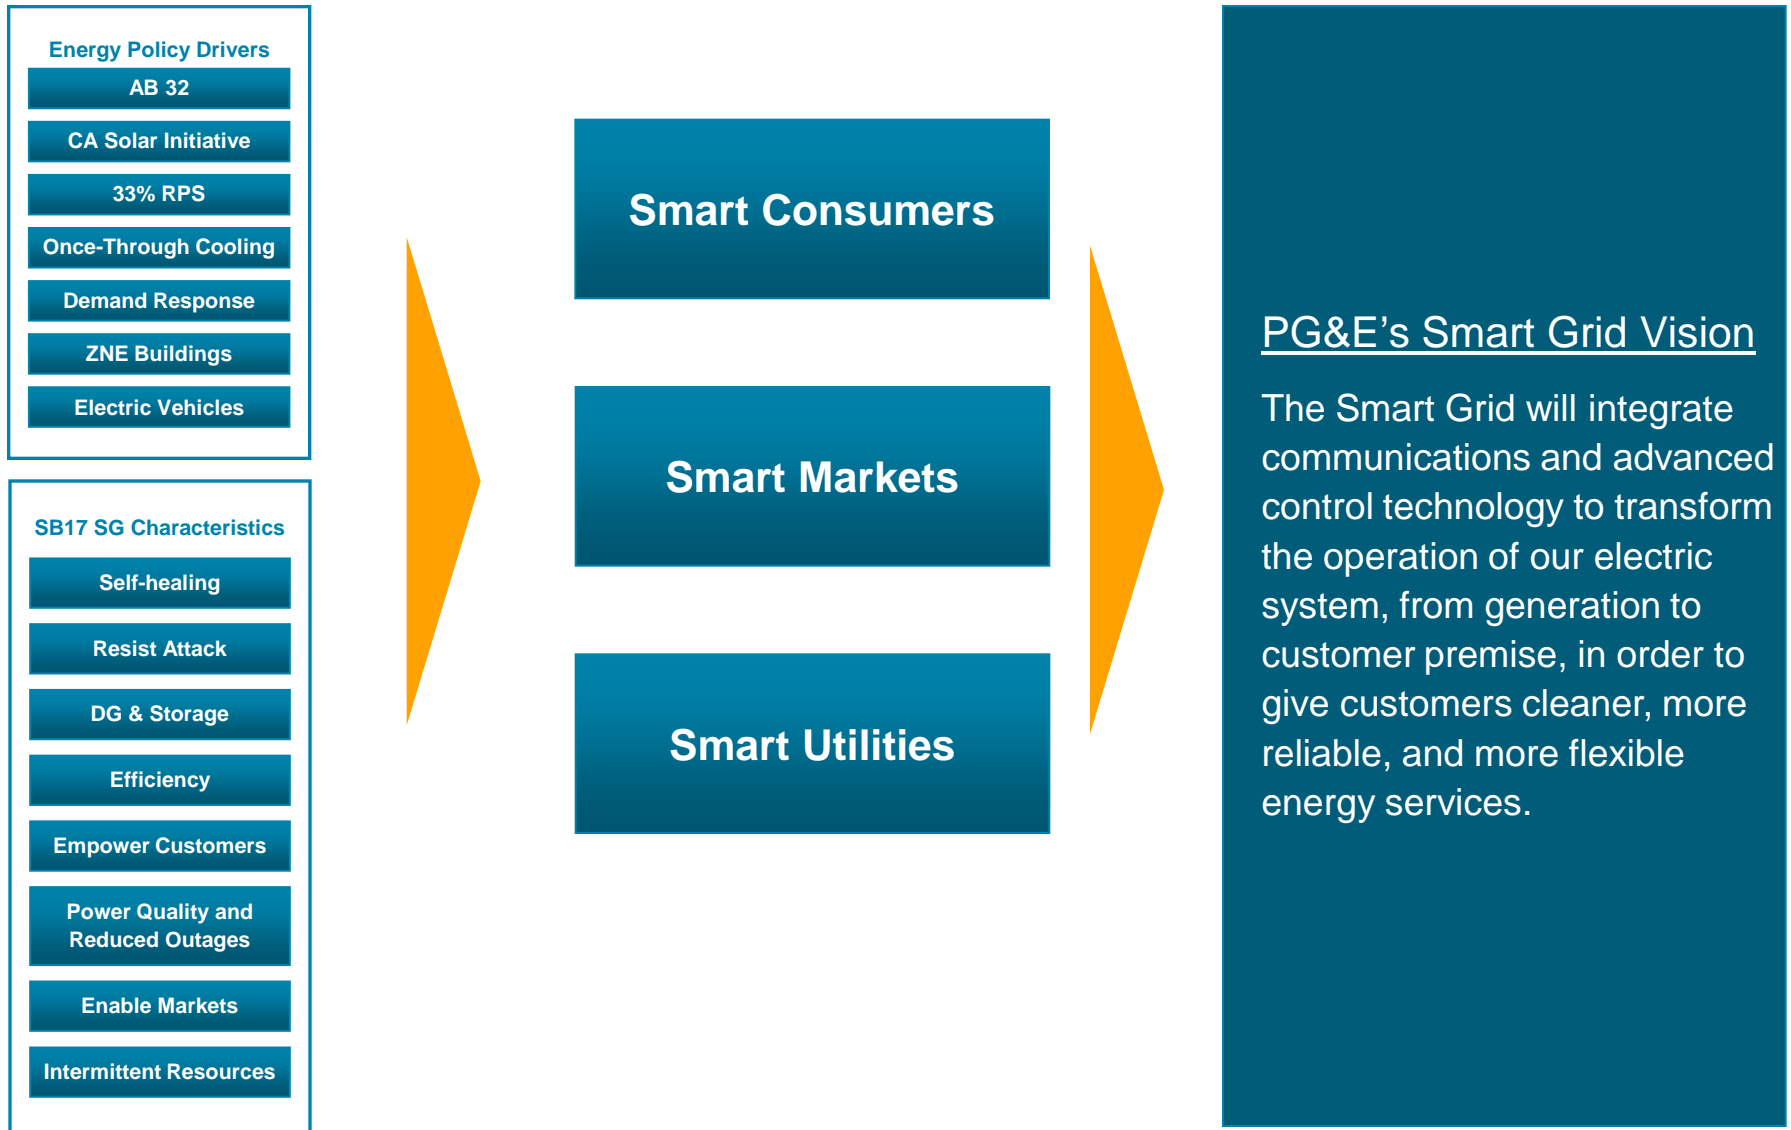 Energy Policy Drivers
AB 32
CA Solar Initiative
33% RPS
Once-Through Cooling
Demand Response
ZNE Buildings
Electric Vehicles
SB17 SG Characteristics
Self-healing
Resist Attack
DG & Storage
Efficiency
Empower Customers
Power Quality and
Reduced Outages
Enable Markets
Intermittent Resources
Smart Consumers
Smart Markets
Smart Utilities
PG&E’s Smart Grid Vision
The Smart Grid will integrate
communications and advanced
control technology to transform
the operation of our electric
system, from generation to
customer premise, in order to
give customers cleaner, more
reliable, and more flexible
energy services.